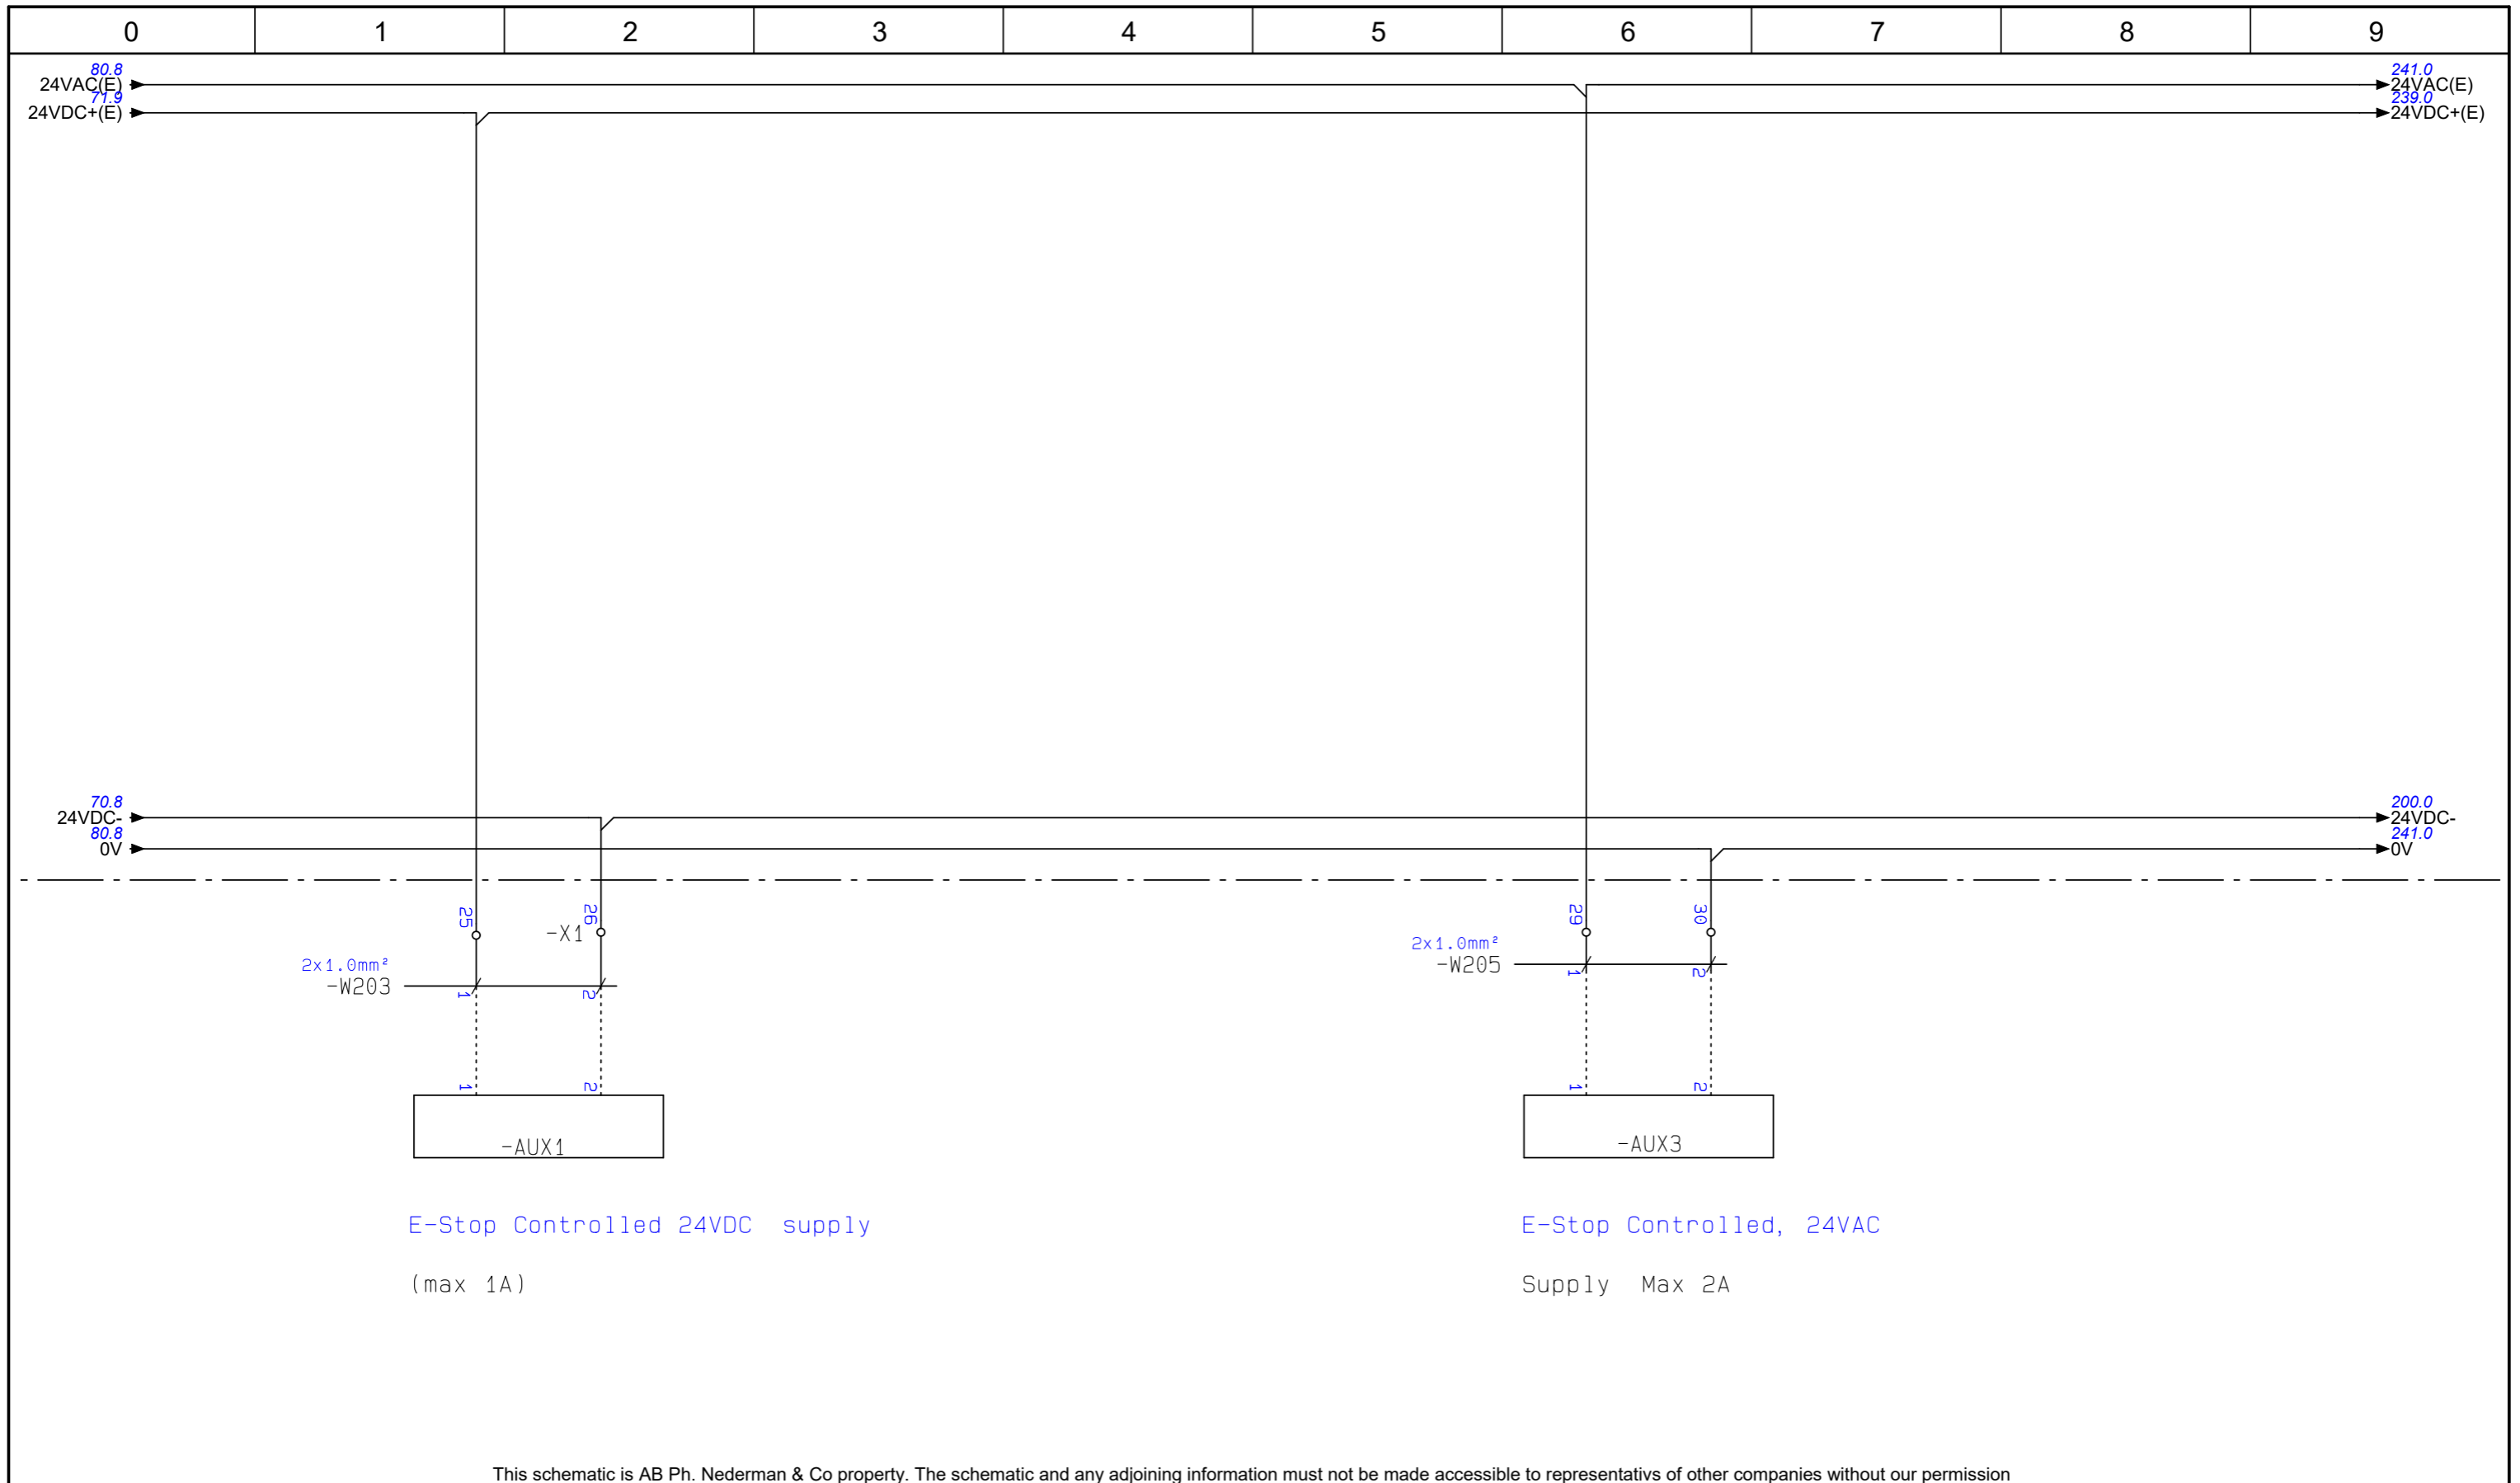 0 1 2 3 4 5 6 7 8 9
80.8 241.0
24VAC(E) 24VAC(E)
71.9 239.0
24VDC+(E) 24VDC+(E)
70.8 200.0
24VDC- 24VDC-
80.8 241.0
0V 0V
25 26 29 30
-X1
2x1.0mm²
-W205
1 2
2x1.0mm²
-W203
1 2
1 2 1 2
-AUX1 -AUX3
E-Stop Controlled 24VDC supply
(max 1A)
E-Stop Controlled, 24VAC
Supply Max 2A
This schematic is AB Ph. Nederman & Co property. The schematic and any adjoining information must not be made accessible to representativs of other companies without our permission